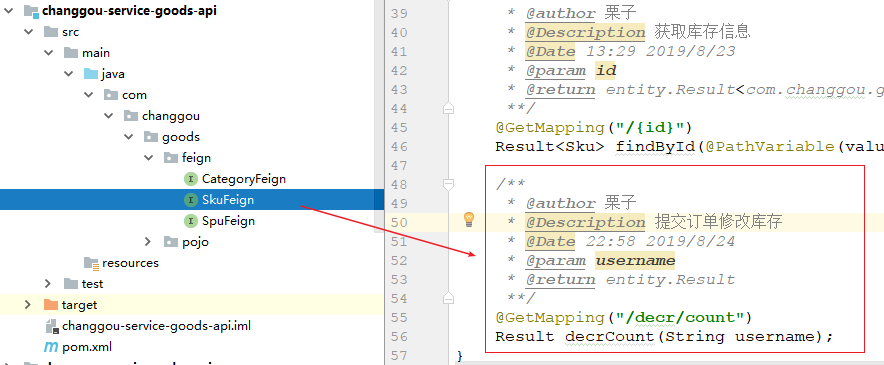 changgou-service-goods-api
src
main
java
com
changgou
goods
feign
CategoryFeign
SkuFeign
SpuFeign
pojo
resources
test
target
changgou-service-goods-api.iml
pom.xml
39 * @author 栗子
40 * @Description 获取库存信息
41 * @Date 13:29 2019/8/23
42 * @param id
43 * @return entity.Result<com.changgou.g
44 **/
45 @GetMapping("/{id}")
46 Result<Sku> findById(@PathVariable(valu
47
48 /**
49 * @author 栗子
50 * @Description 提交订单修改库存
51 * @Date 22:58 2019/8/24
52 * @param username
53 * @return entity.Result
54 **/
55 @GetMapping("/decr/count")
56 Result decrCount(String username);
57 }